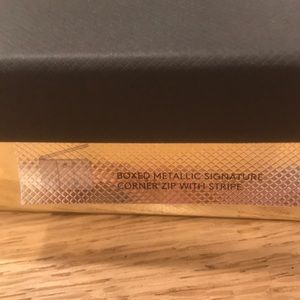 BOXED METALLIC SIGNATURE
CORNER ZIP WITH STRIPE